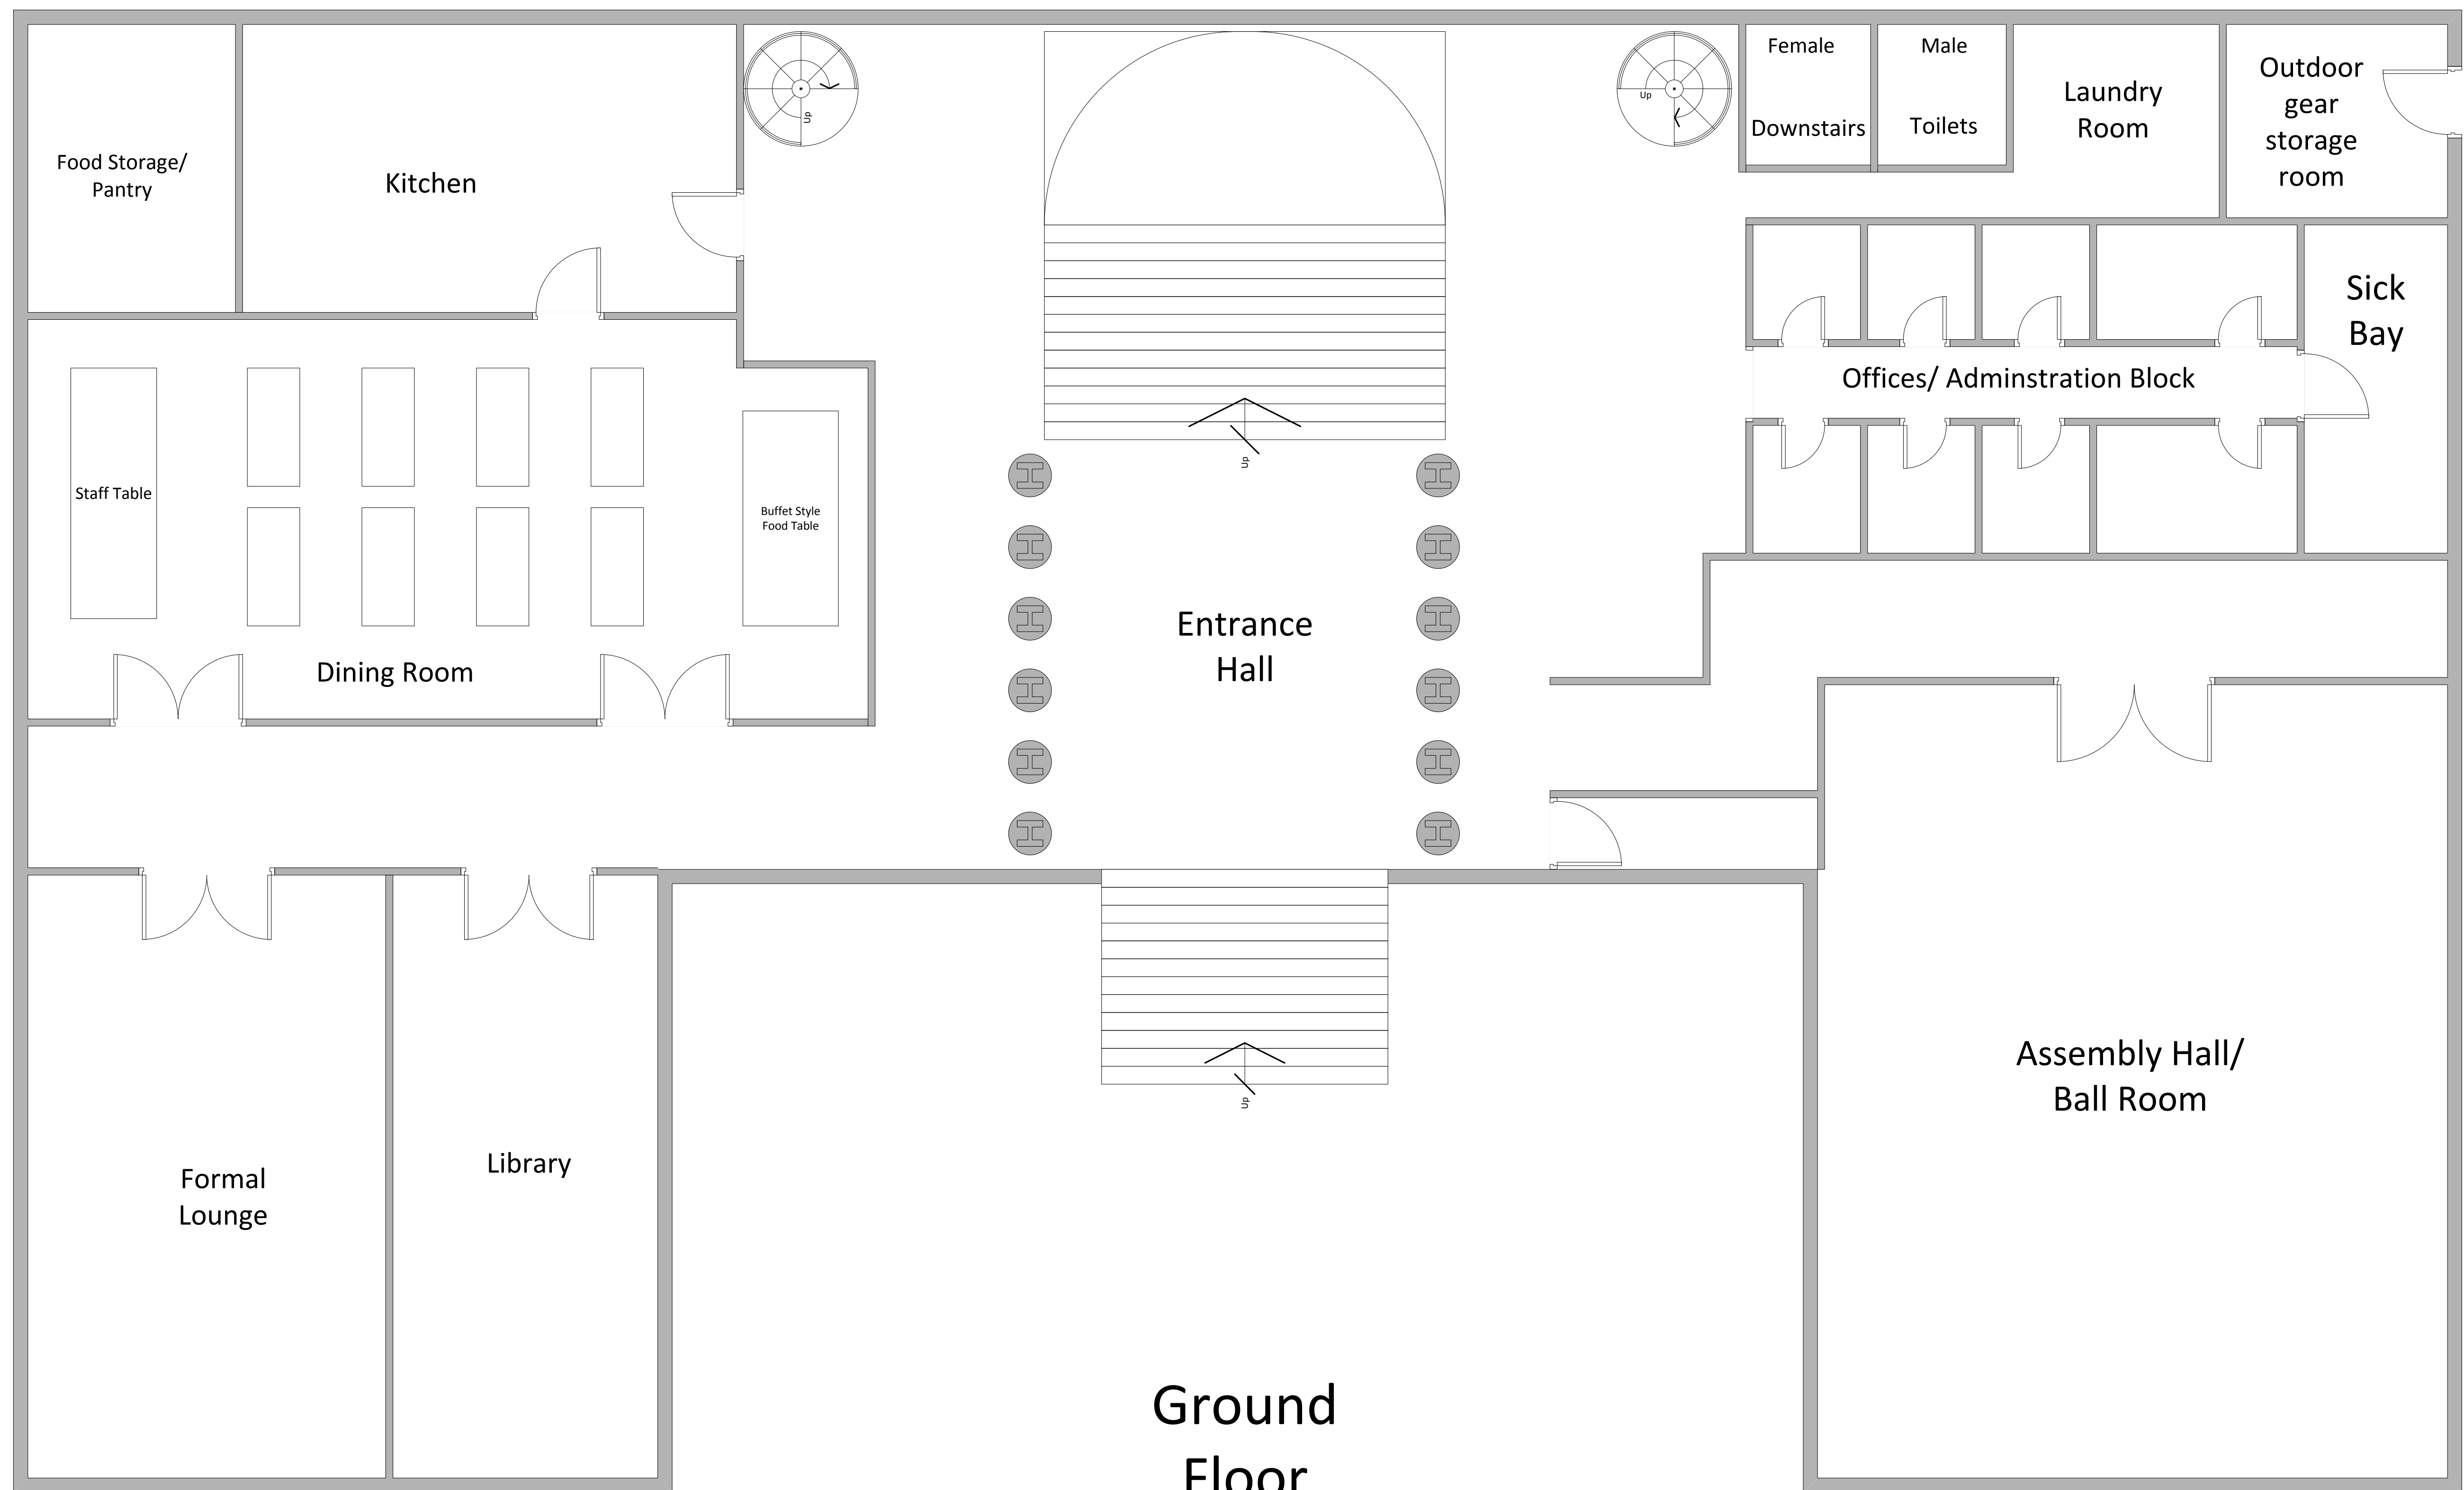 Food Storage/
Pantry
Kitchen
Up
Up
Female
Downstairs
Male
Toilets
Laundry
Room
Outdoor
gear
storage
room
Sick
Bay
Offices/ Adminstration Block
Up
Staff Table
Buffet Style
Food Table
Dining Room
Entrance
Hall
Up
Formal
Lounge
Library
Assembly Hall/
Ball Room
Ground
Floor